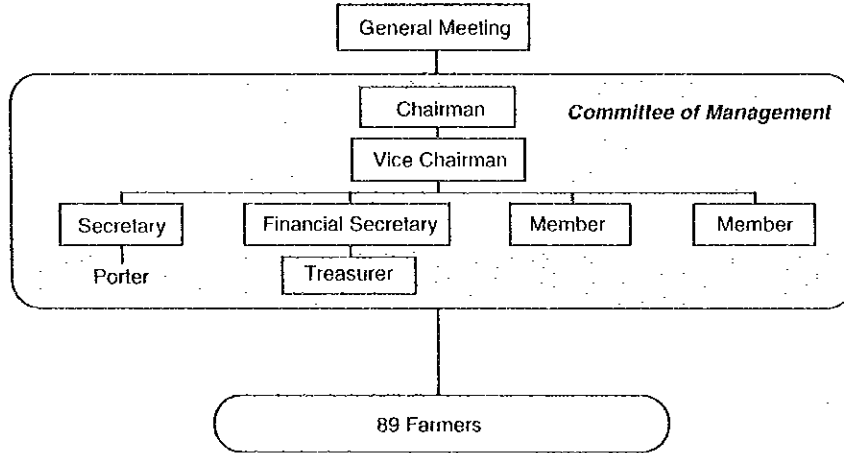 General Meeting
Chairman
Committee of Management
Vice Chairman
Secretary
Financial Secretary
Member
Member
Porter
Treasurer
89 Farmers